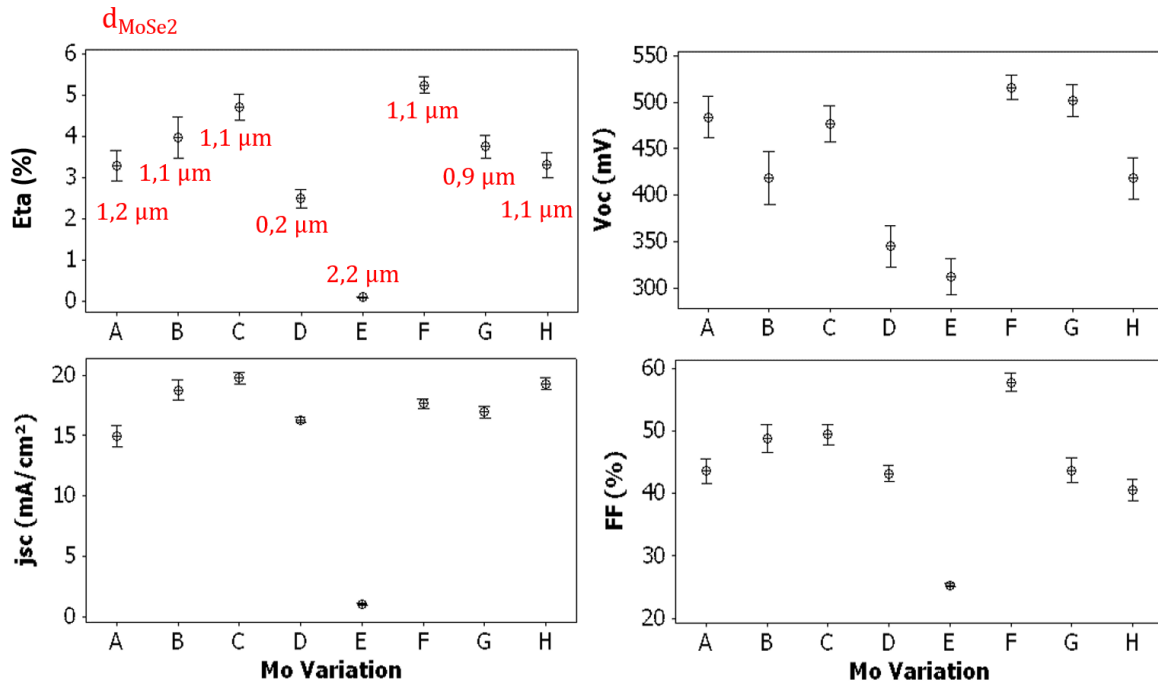 d_MoSe2
Eta (%)
6
5
4
3
2
1
0
1,2 µm
1,1 µm
1,1 µm
0,2 µm
2,2 µm
1,1 µm
0,9 µm
1,1 µm
A B C D E F G H
Voc (mV)
550
500
450
400
350
300
A B C D E F G H
jsc (mA/cm²)
20
15
10
5
0
A B C D E F G H
Mo Variation
FF (%)
60
50
40
30
20
A B C D E F G H
Mo Variation